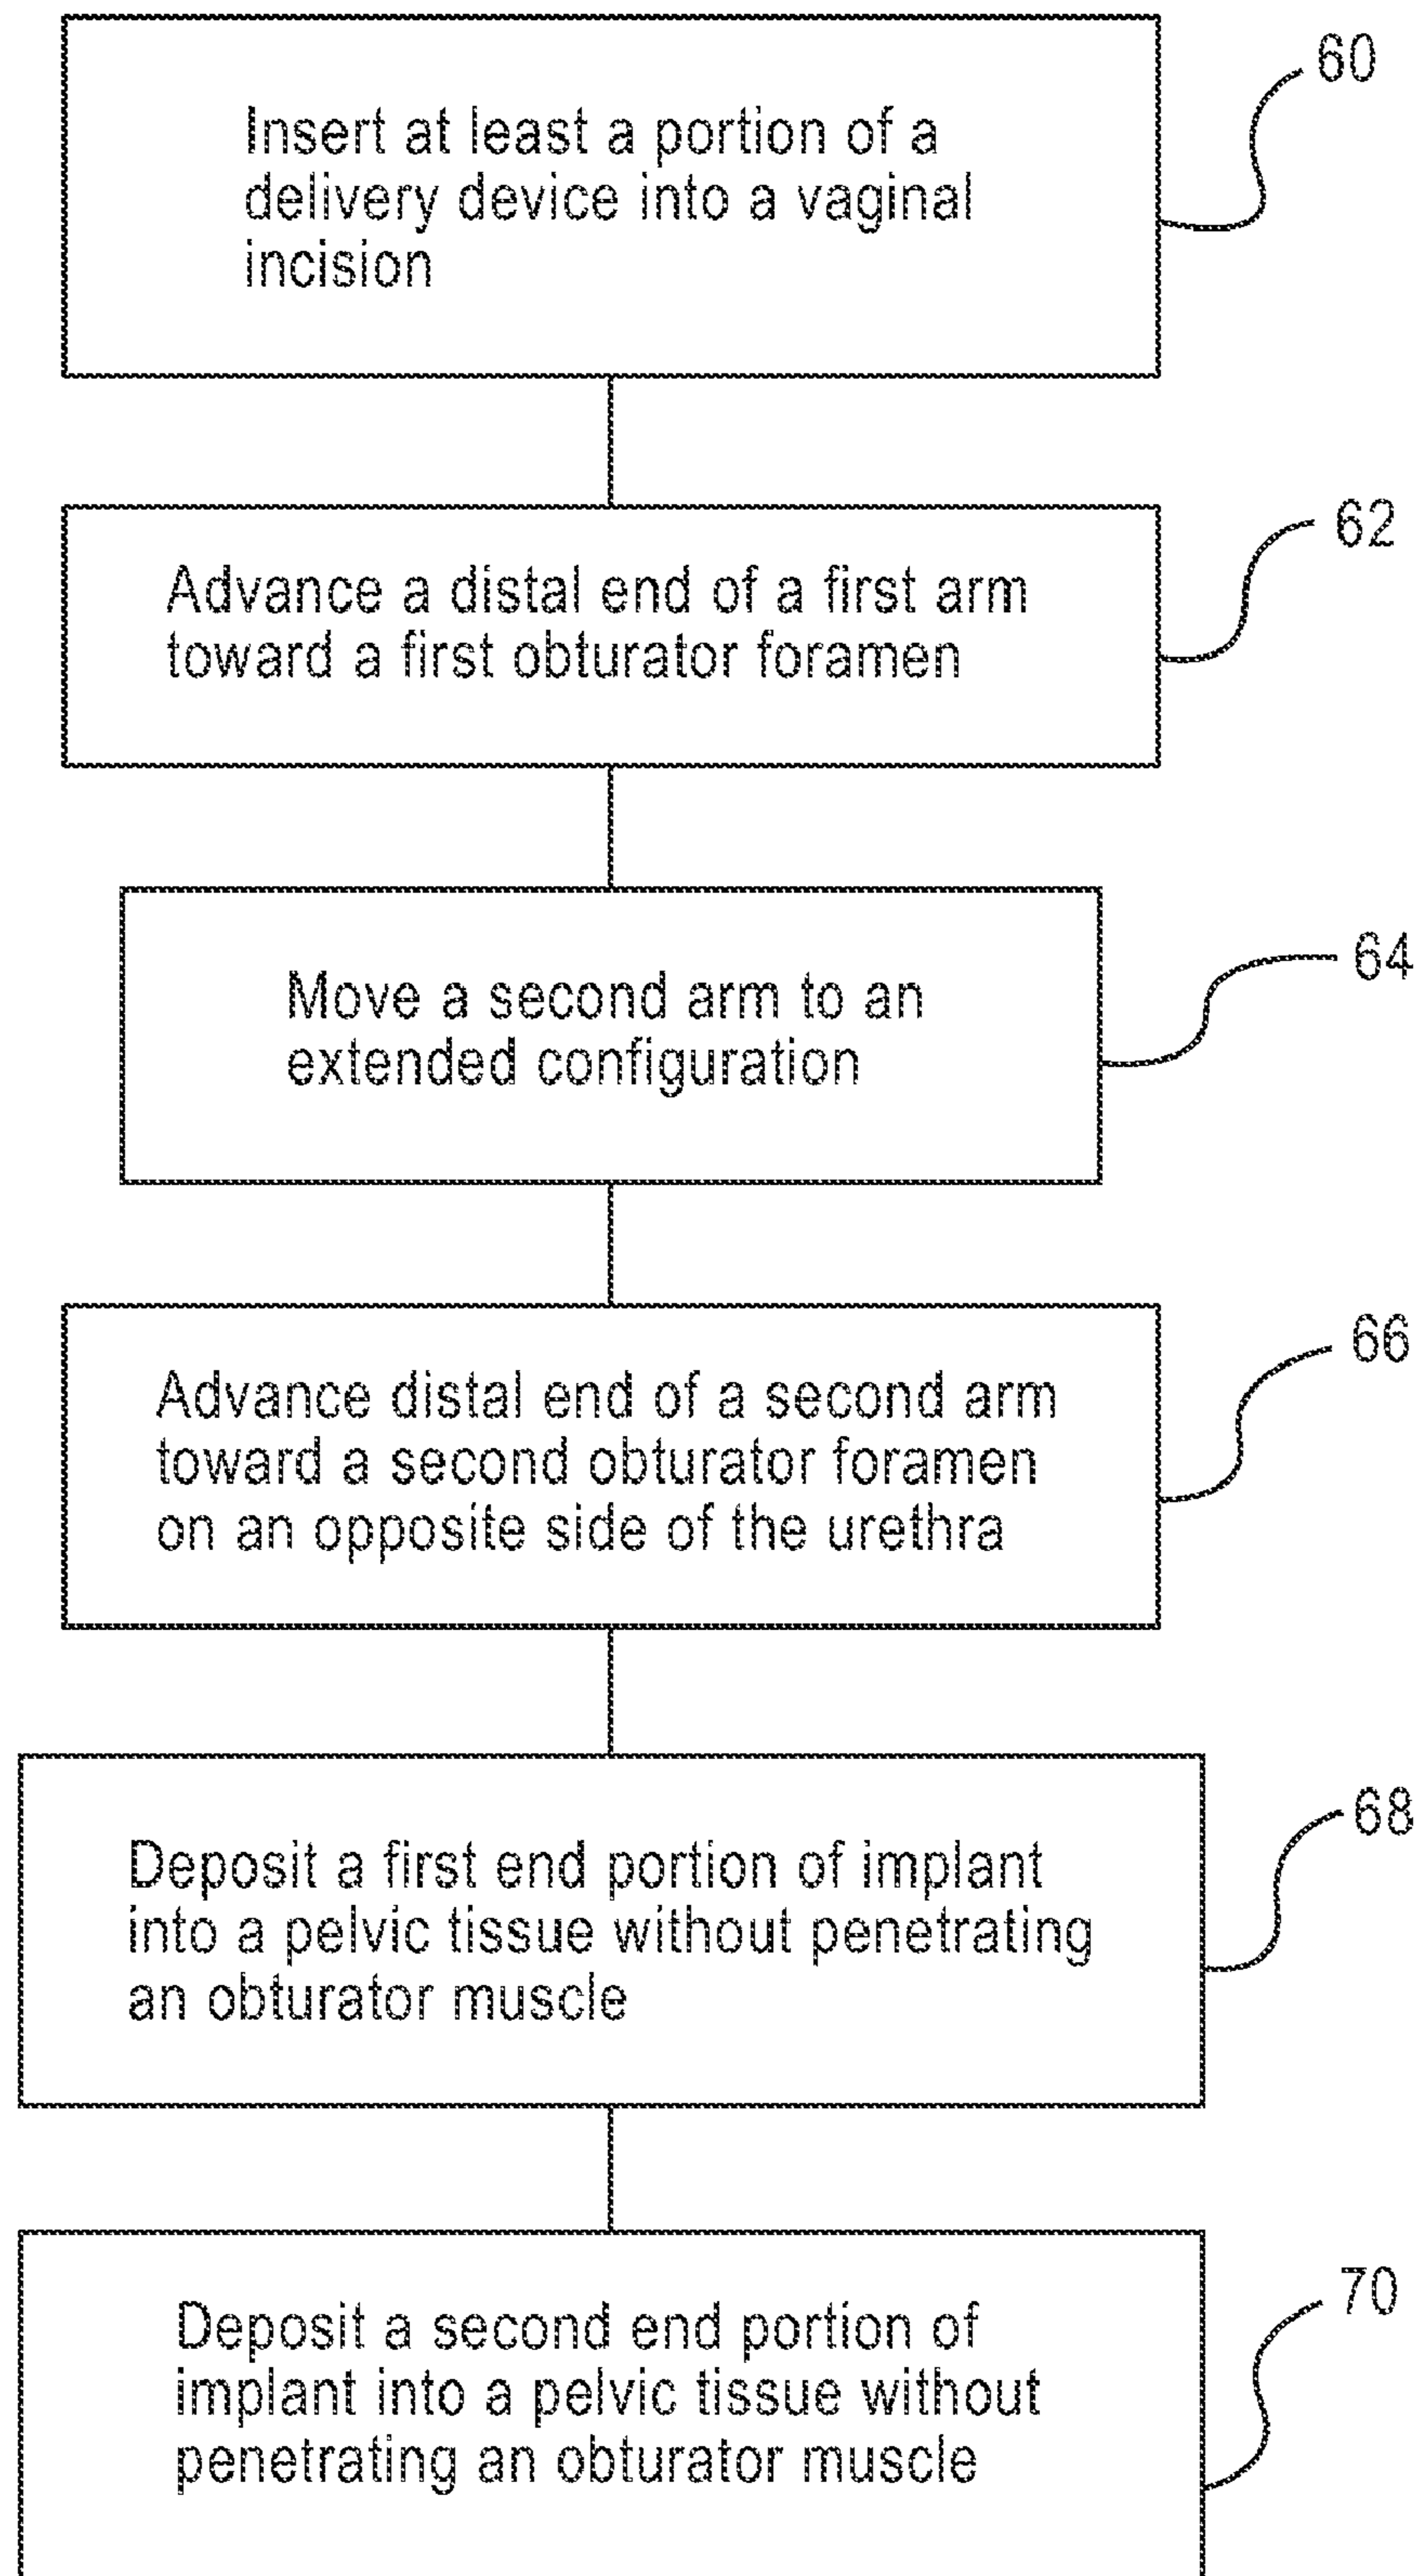 60
Insert at least a portion of a
delivery device into a vaginal
incision
62
Advance a distal end of a first arm
toward a first obturator foramen
64
Move a second arm to an
extended configuration
66
Advance distal end of a second arm
toward a second obturator foramen
on an opposite side of the urethra
68
Deposit a first end portion of implant
into a pelvic tissue without penetrating
an obturator muscle
70
Deposit a second end portion of
implant into a pelvic tissue without
penetrating an obturator muscle